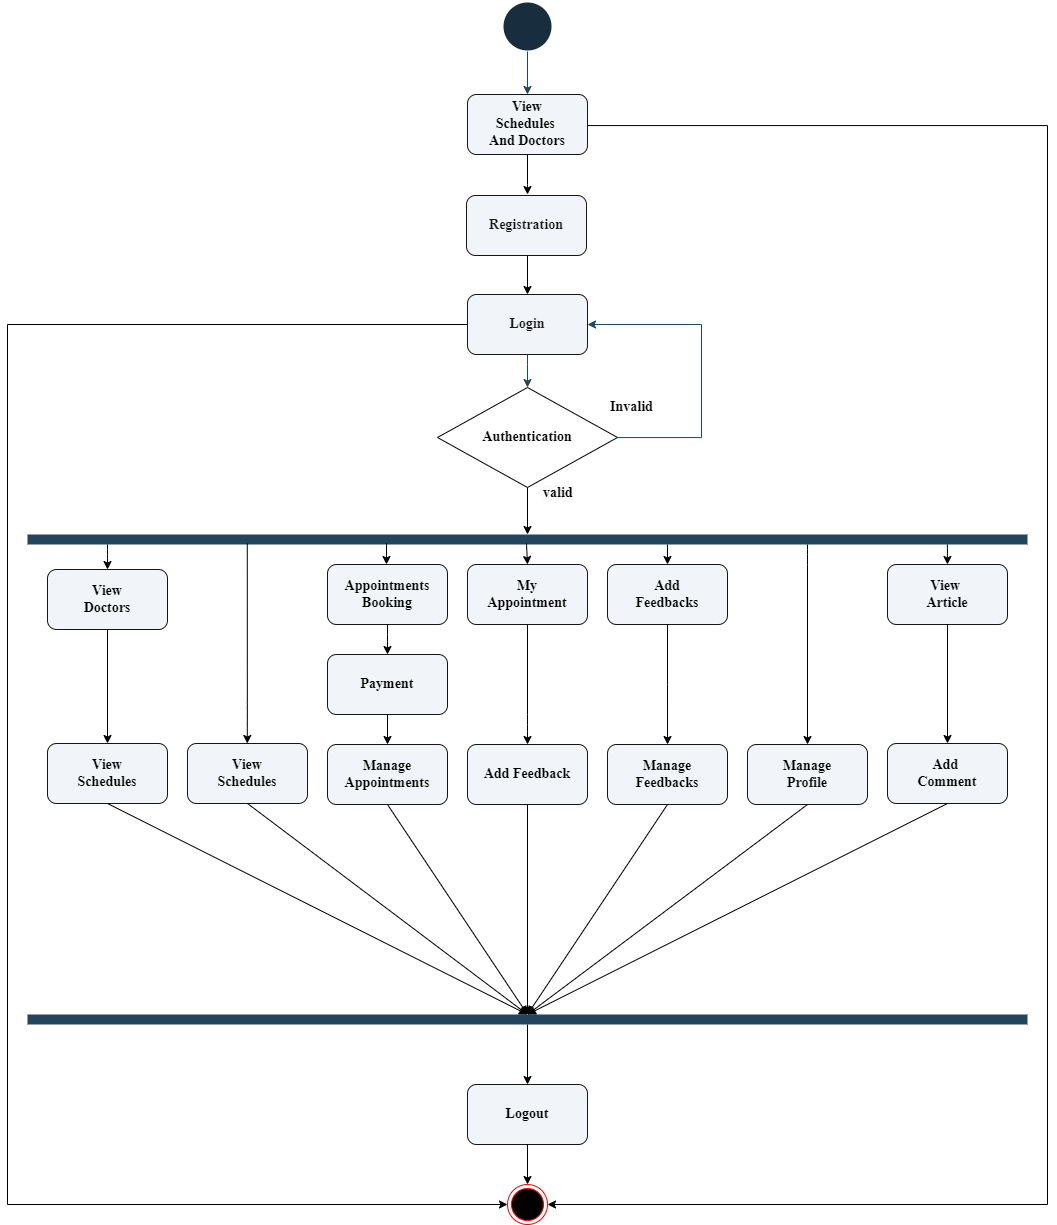 View
Schedules
And Doctors
Registration
Login
Invalid
Authentication
valid
View
Doctors
Appointments
Booking
My
Appointment
Add
Feedbacks
View
Article
Payment
View
Schedules
View
Schedules
Manage
Appointments
Add Feedback
Manage
Feedbacks
Manage
Profile
Add
Comment
Logout